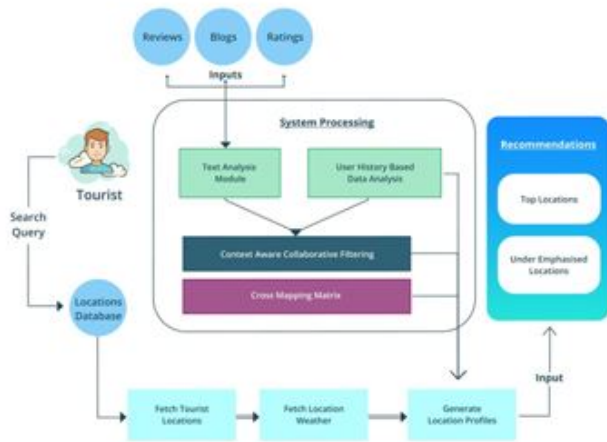 Reviews
Blogs
Ratings
Inputs
System Processing
Text Analysis
Module
User History Based
Data Analysis
Context Aware Collaborative Filtering
Cross Mapping Matrix
Tourist
Search
Query
Locations
Database
Fetch Tourist
Locations
Fetch Location
Weather
Generate
Location Profiles
Input
Recommendations
Top Locations
Under Emphasised
Locations